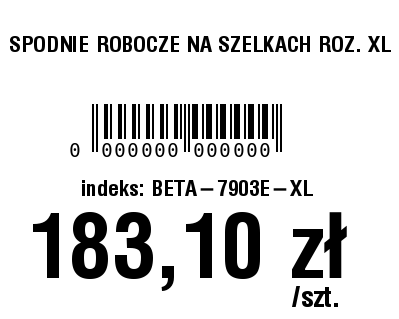 SPODNIE ROBOCZE NA SZELKACH ROZ. XL
0 000000 000000
indeks: BETA-7903E-XL
183,10 zł
/szt.